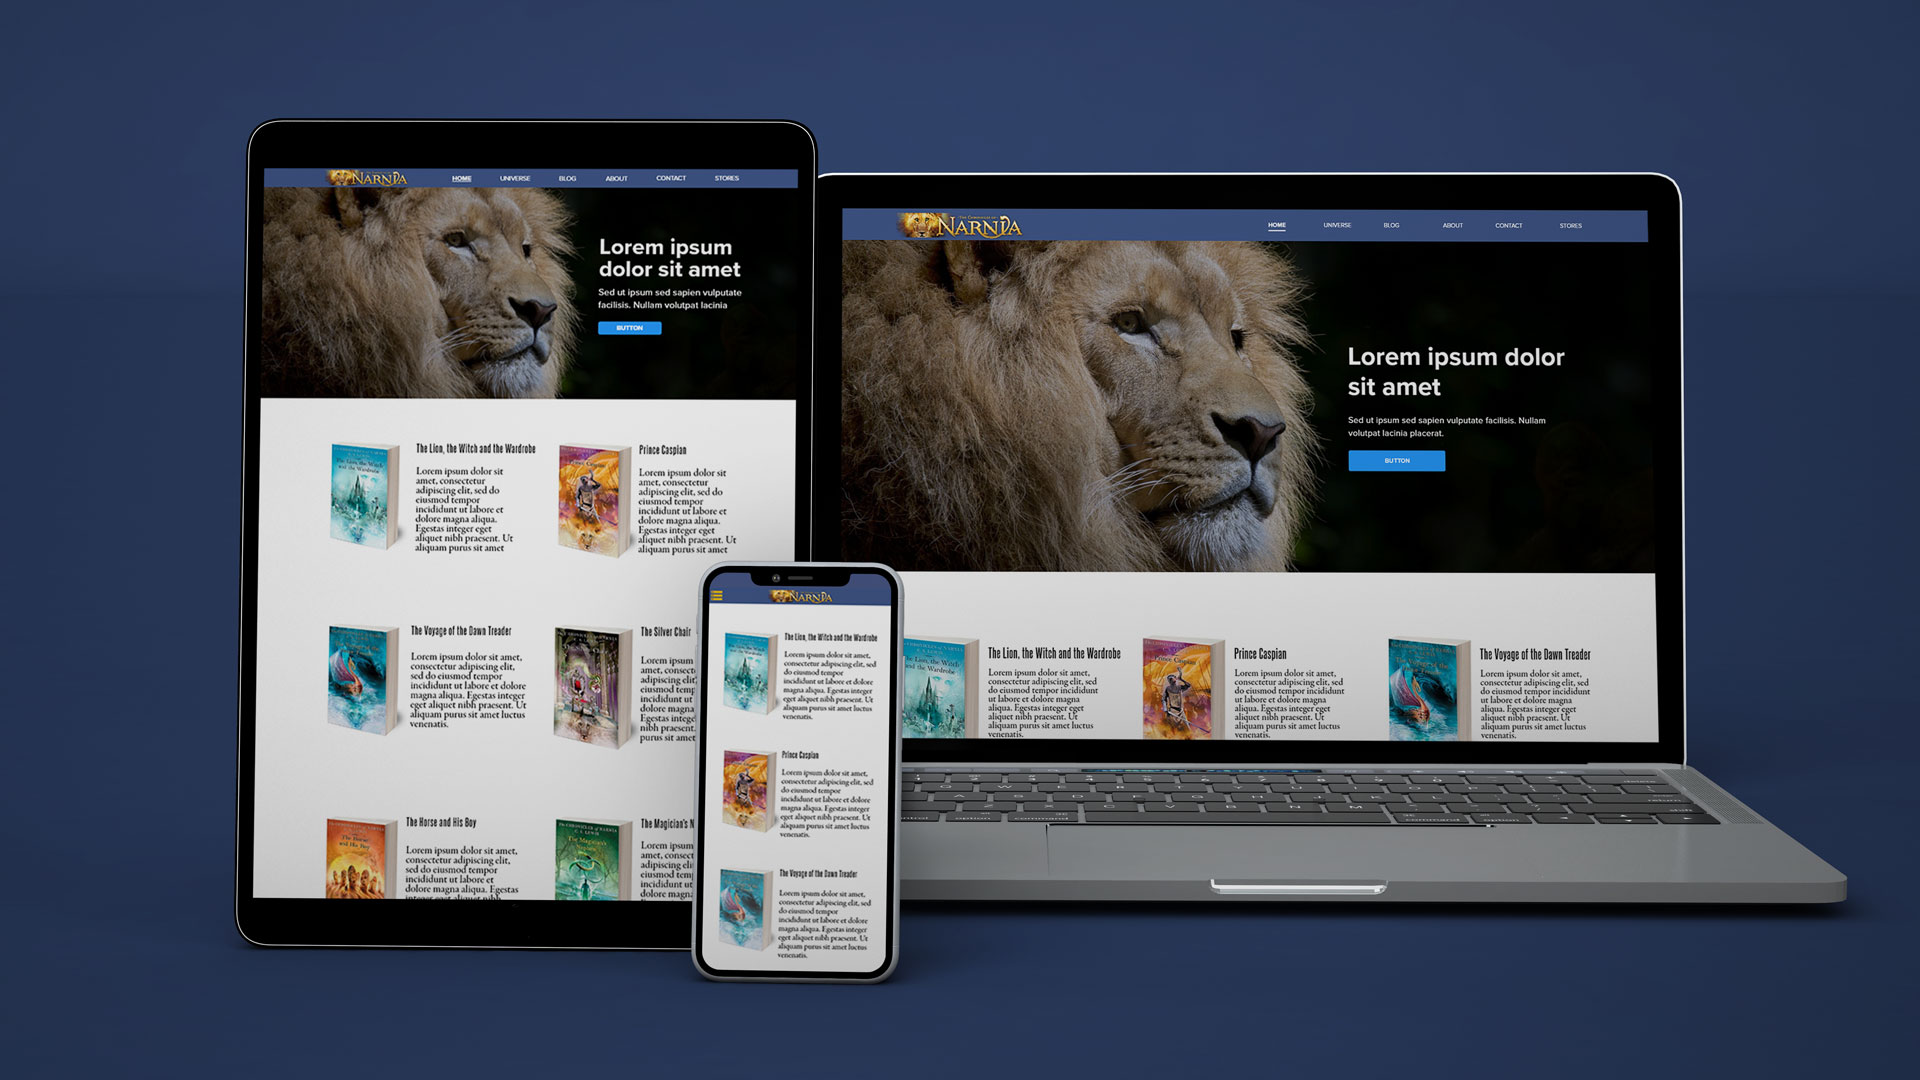 NARNIA
HOME UNIVERSE BLOG ABOUT CONTACT STORES
Lorem ipsum
dolor sit amet
Sed ut ipsum sed sapien vulputate
facilisis. Nullam volutpat lacinia
BUTTON
The Lion, the Witch and the Wardrobe
Lorem ipsum dolor sit
amet, consectetur
adipiscing elit, sed do
eiusmod tempor
incididunt ut labore et
dolore magna aliqua.
Egestas integer eget
aliquet nibh praesent. Ut
aliquam purus sit amet
Prince Caspian
Lorem ipsum dolor sit
amet, consectetur
adipiscing elit, sed do
eiusmod tempor
incididunt ut labore et
dolore magna aliqua.
Egestas integer eget
aliquet nibh praesent. Ut
aliquam purus sit amet
The Voyage of the Dawn Treader
Lorem ipsum dolor sit amet,
consectetur adipiscing elit,
sed do eiusmod tempor
incididunt ut labore et dolore
magna aliqua. Egestas integer
eget aliquet nibh praesent. Ut
aliquam purus sit amet luctus
venenatis.
The Silver Chair
Lorem ipsum
amet, consect
adipiscing eli
eiusmod temp
incididunt ut
dolore magna
Egestas intege
nibh praesent.
purus sit amet
The Horse and His Boy
Lorem ipsum dolor sit amet,
consectetur adipiscing elit,
sed do eiusmod tempor
incididunt ut labore et
dolore magna aliqua. Egestas
integer eget aliquet nibh
The Magician's N
Lorem ipsum
amet, consect
adipiscing eli
incididunt ut
dolore magna
NARNIA
The Lion, the Witch and the Wardrobe
Lorem ipsum dolor sit amet,
consectetur adipiscing elit, sed
do eiusmod tempor
incididunt ut labore et dolore
magna aliqua. Egestas integer
eget aliquet nibh praesent. Ut
aliquam purus sit amet luctus
venenatis.
Prince Caspian
Lorem ipsum dolor sit amet,
consectetur adipiscing elit, sed
do eiusmod tempor
incididunt ut labore et dolore
magna aliqua. Egestas integer
eget aliquet nibh praesent. Ut
aliquam purus sit amet luctus
venenatis.
The Voyage of the Dawn Treader
Lorem ipsum dolor sit amet,
consectetur adipiscing elit, sed
do eiusmod tempor
incididunt ut labore et dolore
magna aliqua. Egestas integer
eget aliquet nibh praesent. Ut
aliquam purus sit amet luctus
venenatis.
The Chronicles of
NARNIA
HOME UNIVERSE BLOG ABOUT CONTACT STORES
Lorem ipsum dolor
sit amet
Sed ut ipsum sed sapien vulputate facilisis. Nullam
volutpat lacinia placerat.
BUTTON
The Lion, the Witch and the Wardrobe
Lorem ipsum dolor sit amet,
consectetur adipiscing elit, sed
do eiusmod tempor incididunt
ut labore et dolore magna
aliqua. Egestas integer eget
aliquet nibh praesent. Ut
aliquam purus sit amet luctus
venenatis.
Prince Caspian
Lorem ipsum dolor sit amet,
consectetur adipiscing elit, sed
do eiusmod tempor incididunt
ut labore et dolore magna
aliqua. Egestas integer eget
aliquet nibh praesent. Ut
aliquam purus sit amet luctus
venenatis.
The Voyage of the Dawn Treader
Lorem ipsum dolor sit amet,
consectetur adipiscing elit, sed
do eiusmod tempor incididunt
ut labore et dolore magna
aliqua. Egestas integer eget
aliquet nibh praesent. Ut
aliquam purus sit amet luctus
venenatis.
option command command option